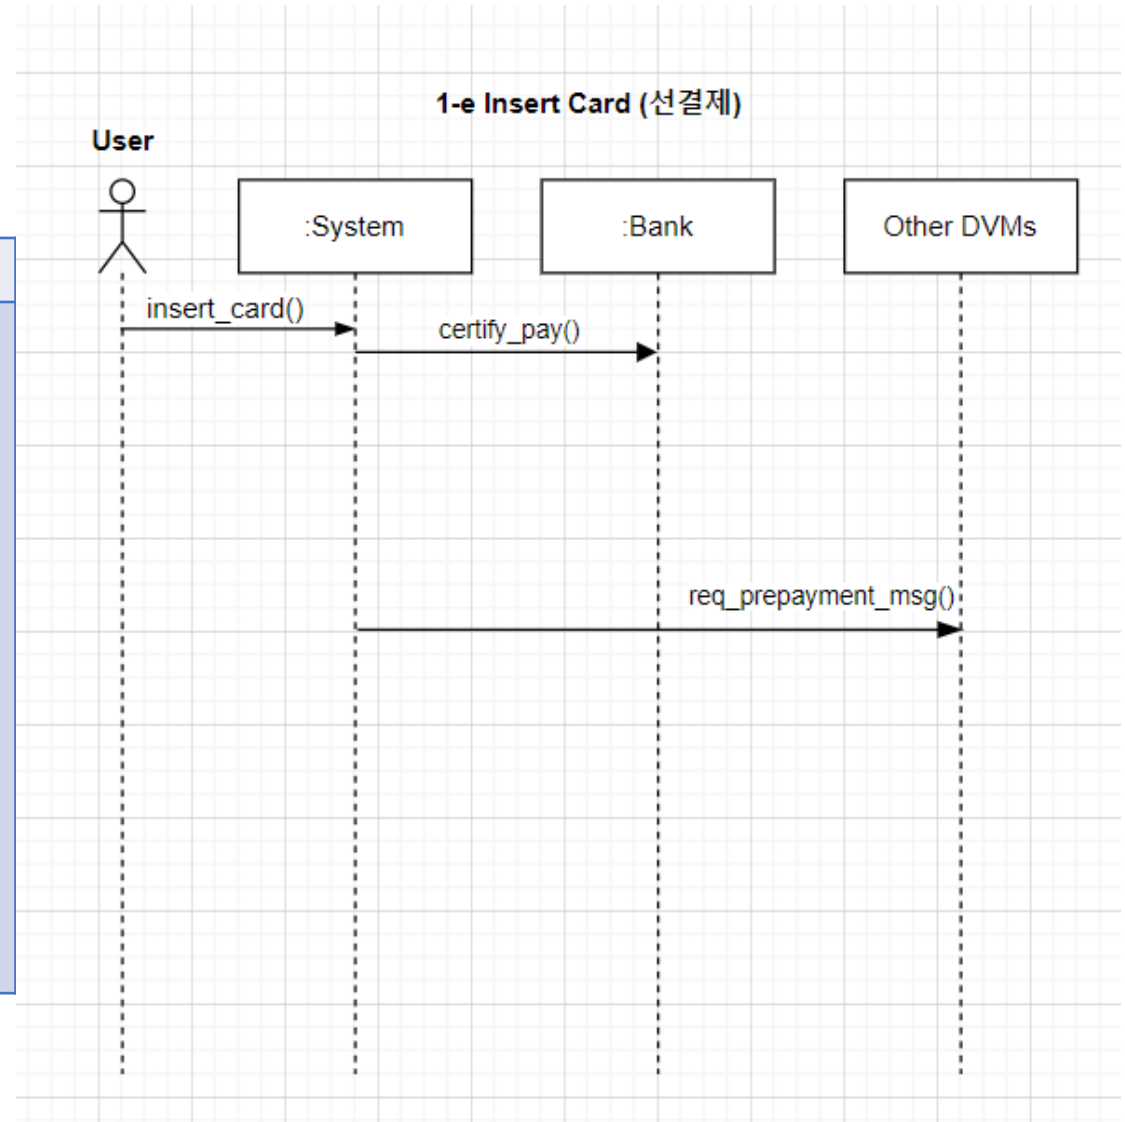 1-e Insert Card (선결제)
User
:System
:Bank
Other DVMs
insert_card()
certify_pay()
req_prepayment_msg()